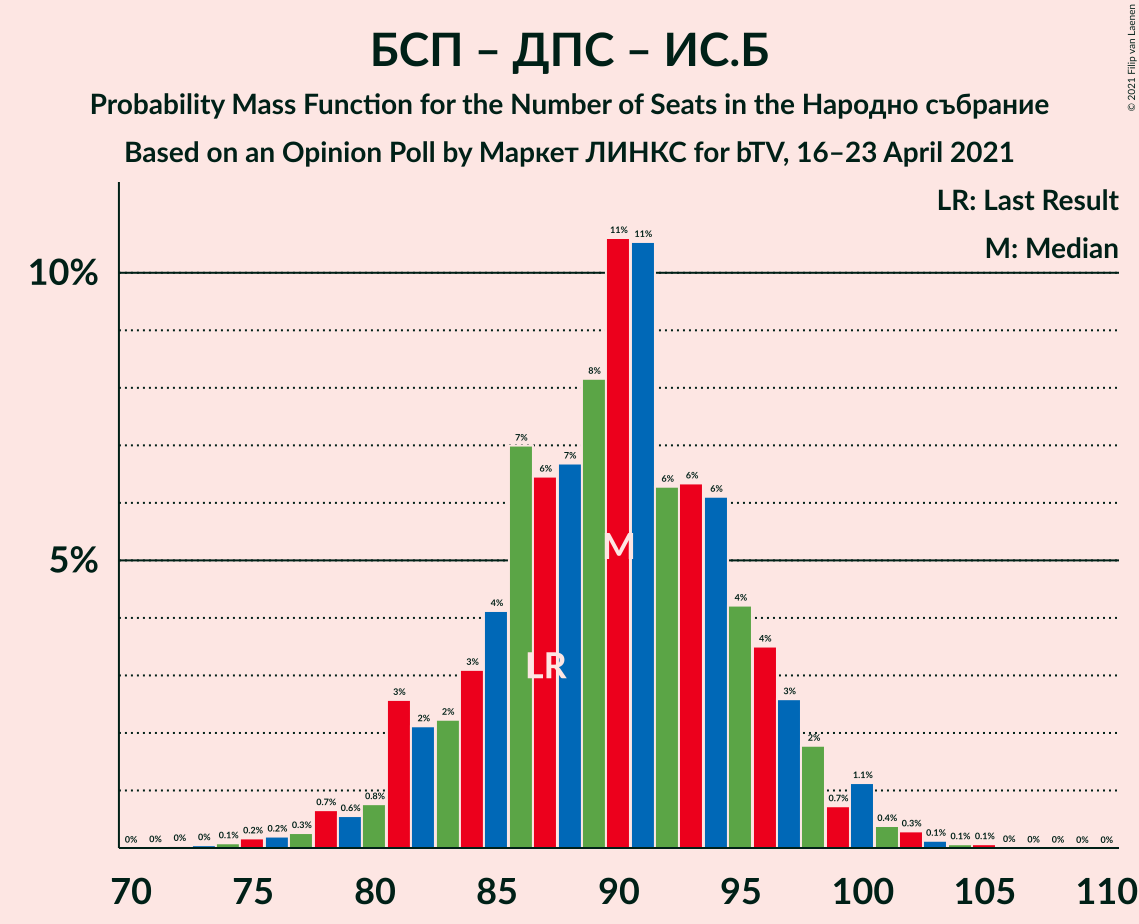 БСП – ДПС – ИС.Б
Probability Mass Function for the Number of Seats in the Народно събрание
Based on an Opinion Poll by Маркет ЛИНКС for bTV, 16–23 April 2021
© 2021 Filip van Laenen
LR: Last Result
M: Median
10%
5%
0% 0% 0% 0% 0.1% 0.2% 0.2% 0.3% 0.7% 0.6% 0.8% 3% 2% 2% 3% 4% 7% 6% 7% 8% 11% 11% 6% 6% 6% 4% 4% 3% 2% 0.7% 1.1% 0.4% 0.3% 0.1% 0.1% 0.1% 0% 0% 0% 0% 0%
M
LR
70 75 80 85 90 95 100 105 110